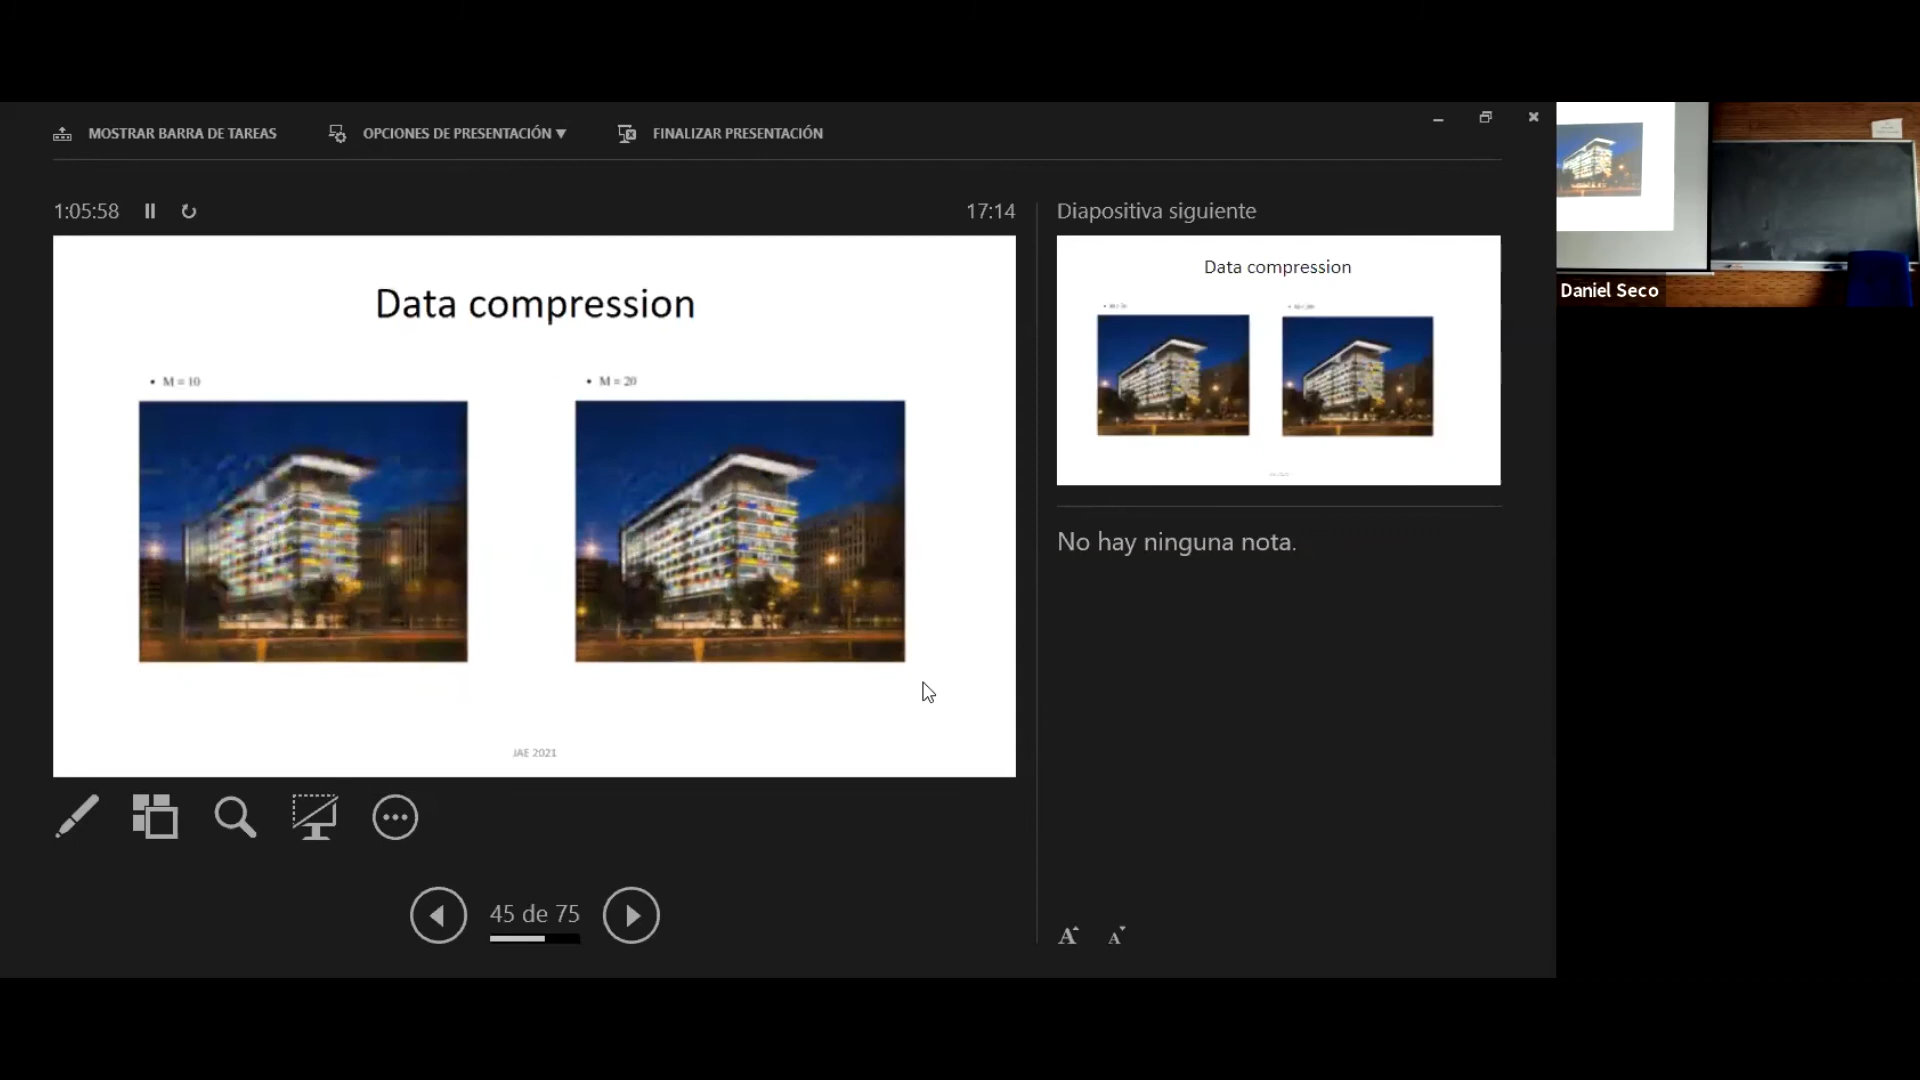 MOSTRAR BARRA DE TAREAS
OPCIONES DE PRESENTACIÓN ▼
FINALIZAR PRESENTACIÓN
1:05:58
17:14
Data compression
• M = 10
• M = 20
JAE 2021
45 de 75
Diapositiva siguiente
Data compression
No hay ninguna nota.
A A
Daniel Seco